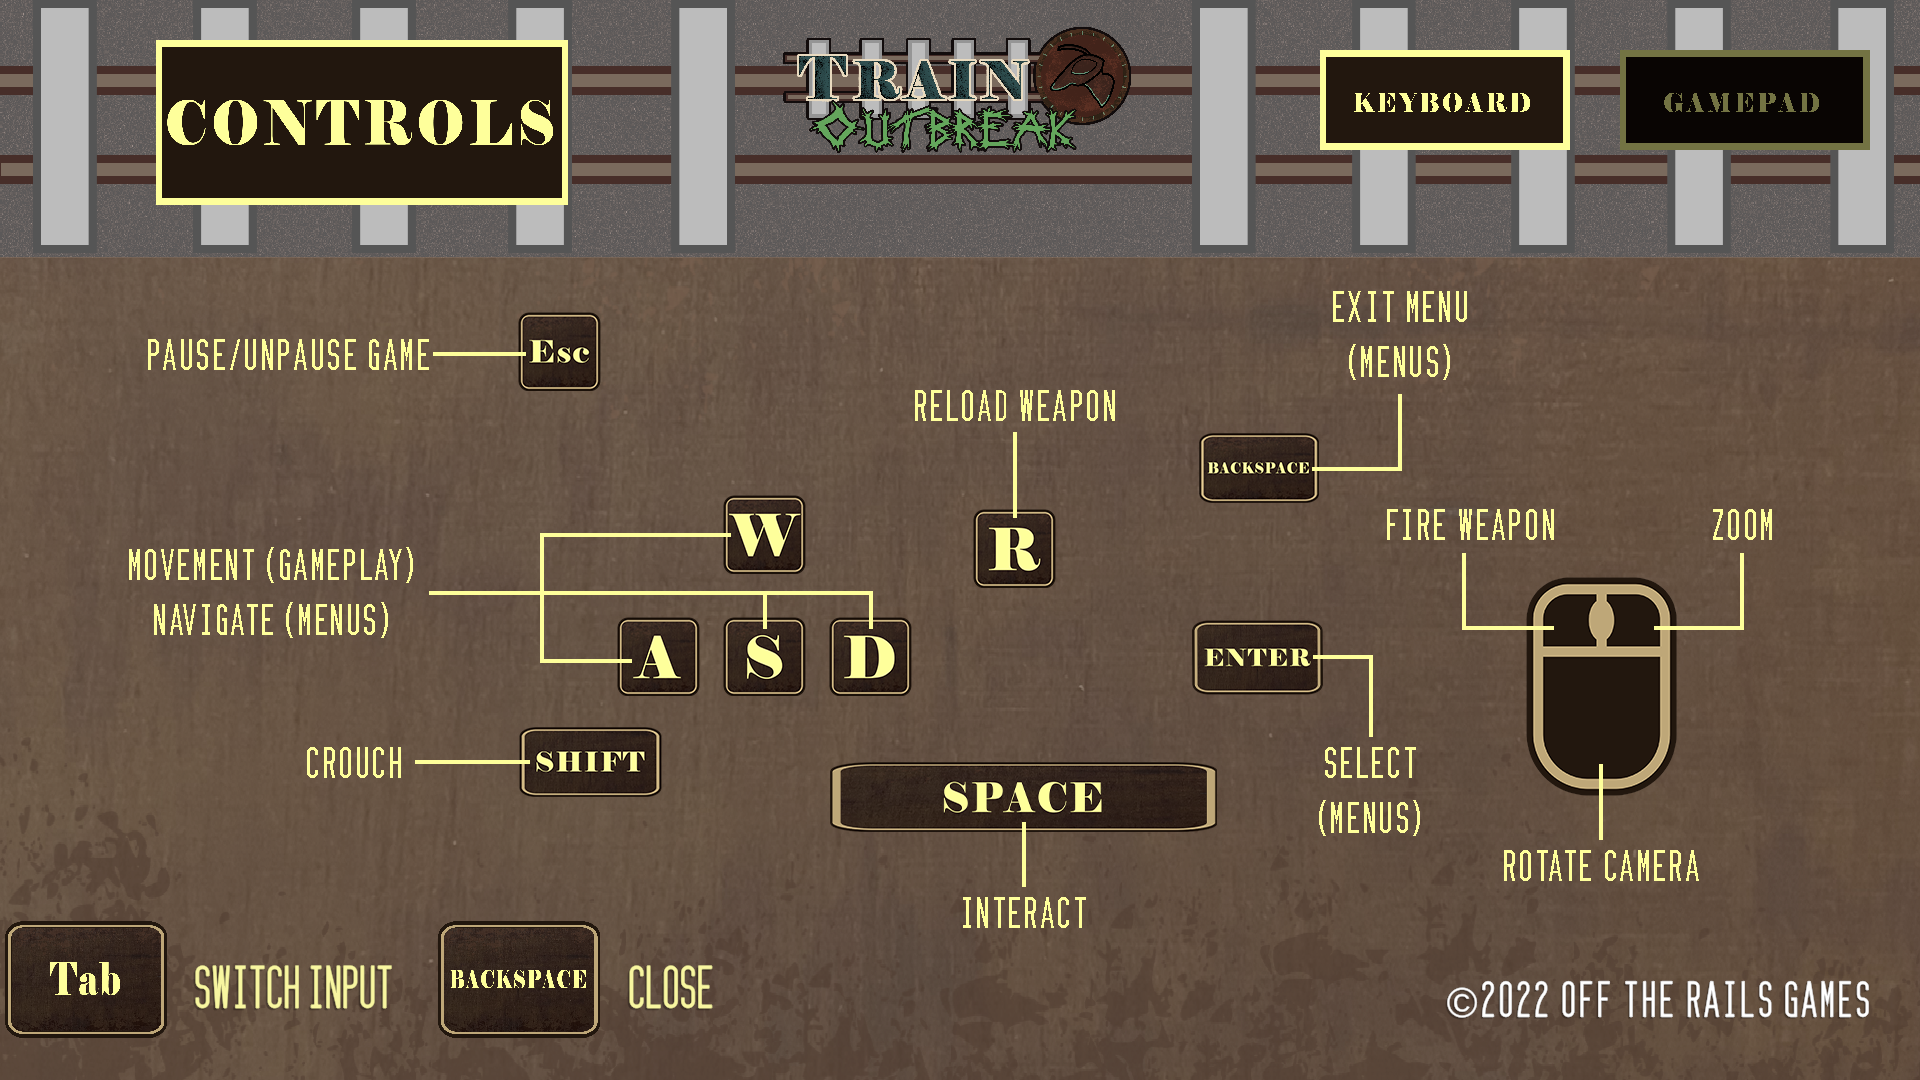 CONTROLS
TRAIN
OUTBREAK
KEYBOARD
GAMEPAD
PAUSE/UNPAUSE GAME
Esc
EXIT MENU
(MENUS)
RELOAD WEAPON
BACKSPACE
W
R
FIRE WEAPON
ZOOM
MOVEMENT (GAMEPLAY)
NAVIGATE (MENUS)
A
S
D
ENTER
CROUCH
SHIFT
SPACE
SELECT
(MENUS)
ROTATE CAMERA
INTERACT
Tab
SWITCH INPUT
BACKSPACE
CLOSE
©2022 OFF THE RAILS GAMES